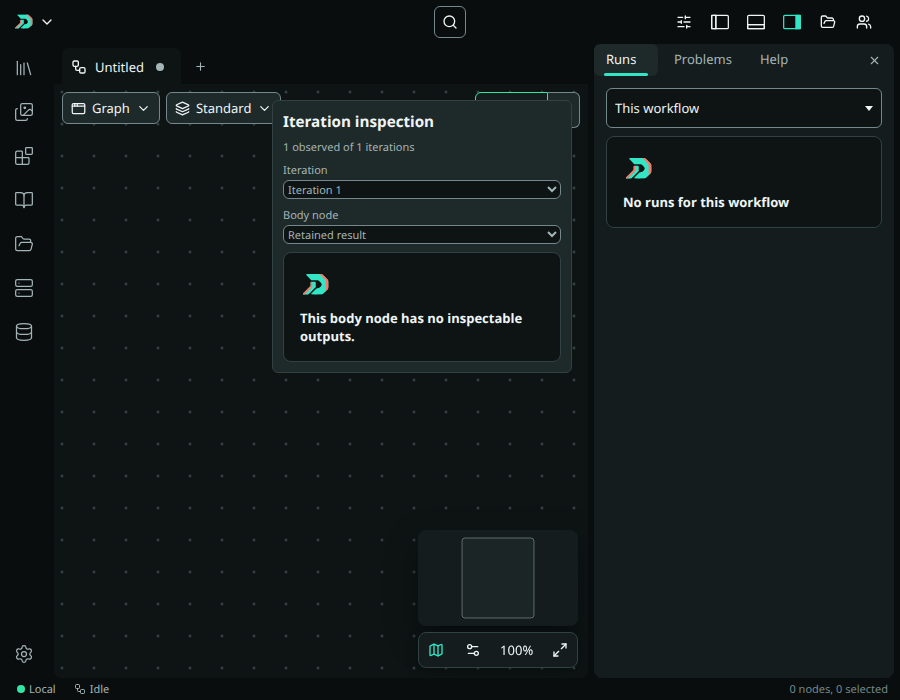 Untitled
Runs
Problems
Help
Graph
Standard
This workflow
Iteration inspection
1 observed of 1 iterations
Iteration
Iteration 1
Body node
Retained result
This body node has no inspectable
outputs.
No runs for this workflow
100%
Local
Idle
0 nodes, 0 selected